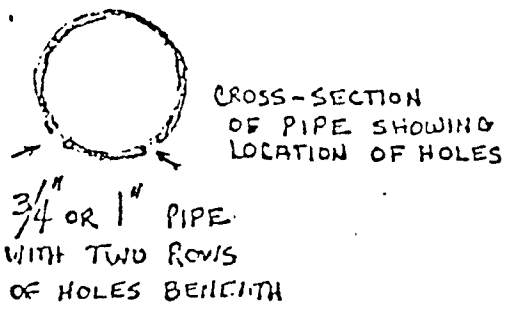 CROSS-SECTION
OF PIPE SHOWING
LOCATION OF HOLES
3/4" OR 1" PIPE
WITH TWO ROWS
OF HOLES BENEATH